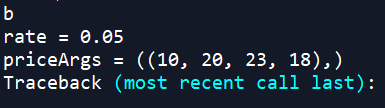 b
rate = 0.05
priceArgs = ((10, 20, 23, 18),)
Traceback (most recent call last):